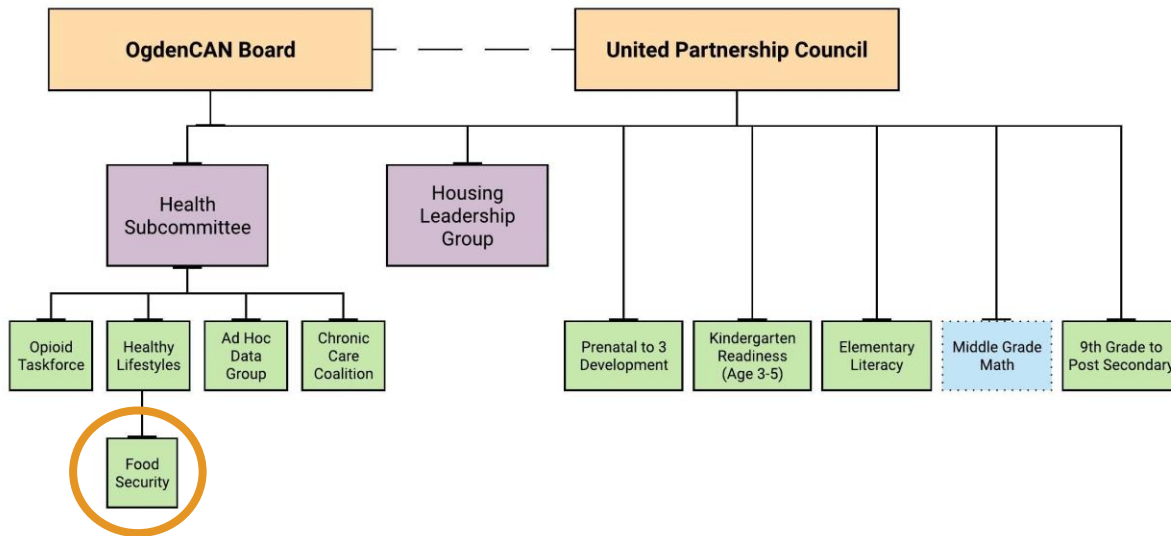 OgdenCAN Board
United Partnership Council
Health
Subcommittee
Housing
Leadership
Group
Opioid
Taskforce
Healthy
Lifestyles
Ad Hoc
Data
Group
Chronic
Care
Coalition
Prenatal to 3
Development
Kindergarten
Readiness
(Age 3-5)
Elementary
Literacy
Middle Grade
Math
9th Grade to
Post Secondary
Food
Security